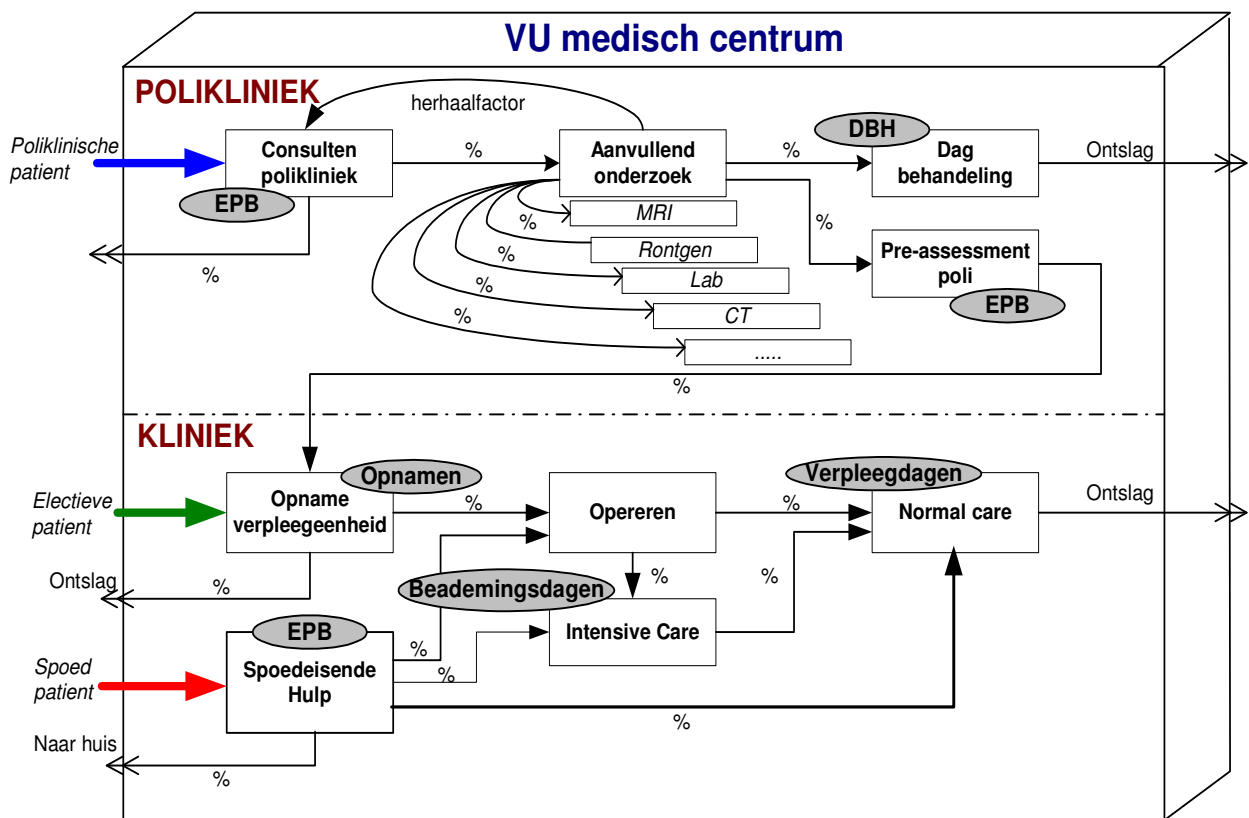 VU medisch centrum
POLIKLINIEK
herhaalfactor
Poliklinische
patient
Consulten
polikliniek
EPB
%
%
Aanvullend
onderzoek
%
DBH
Dag
behandeling
Ontslag
%
MRI
%
Rontgen
%
Lab
%
CT
%
.....
%
Pre-assessment
poli
EPB
%
KLINIEK
Electieve
patient
Opname
verpleegeenheid
Opnamen
%
Opereren
%
Verpleegdagen
Normal care
Ontslag
Ontslag
%
Beademingsdagen
%
Intensive Care
%
Spoed
patient
EPB
Spoedeisende
Hulp
%
%
%
Naar huis
%